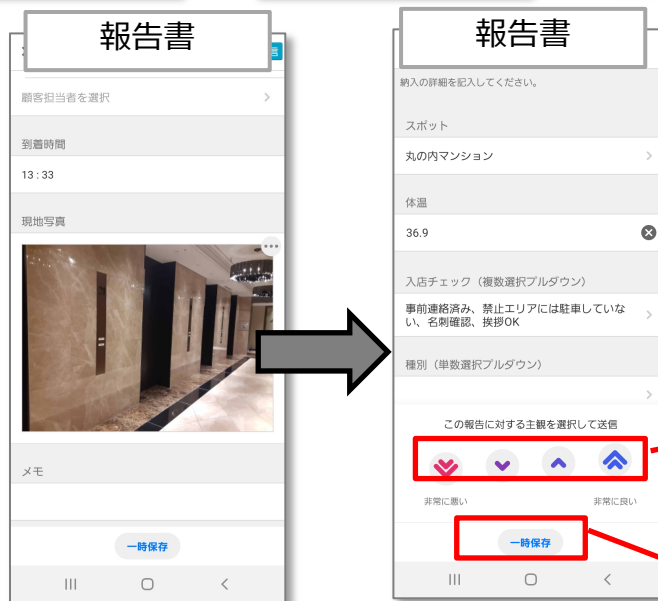 報告書
顧客担当者を選択
到着時間
13 : 33
現地写真
メモ
一時保存
報告書
納入の詳細を記入してください。
スポット
丸の内マンション
体温
36.9
入店チェック（複数選択プルダウン）
事前連絡済み、禁止エリアには駐車していな
い、名刺確認、挨拶OK
種別（単数選択プルダウン）
この報告に対する主観を選択して送信
非常に悪い
非常に良い
一時保存